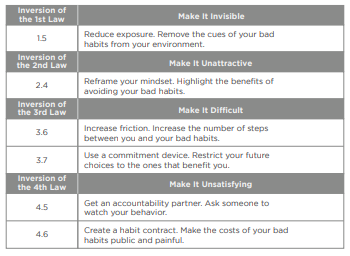 Inversion of
the 1st Law
Make It Invisible
1.5
Reduce exposure. Remove the cues of your bad
habits from your environment.
Inversion of
the 2nd Law
Make It Unattractive
2.4
Reframe your mindset. Highlight the benefits of
avoiding your bad habits.
Inversion of
the 3rd Law
Make It Difficult
3.6
Increase friction. Increase the number of steps
between you and your bad habits.
3.7
Use a commitment device. Restrict your future
choices to the ones that benefit you.
Inversion of
the 4th Law
Make It Unsatisfying
4.5
Get an accountability partner. Ask someone to
watch your behavior.
4.6
Create a habit contract. Make the costs of your bad
habits public and painful.